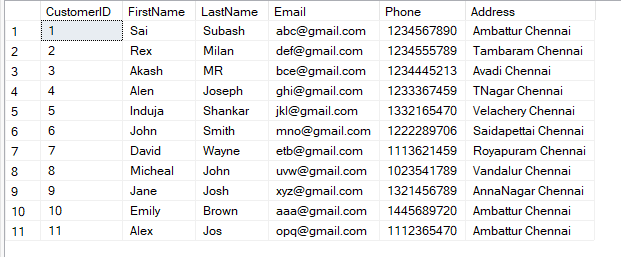 CustomerID FirstName LastName Email Phone Address
1 1 Sai Subash abc@gmail.com 1234567890 Ambattur Chennai
2 2 Rex Milan def@gmail.com 1234555789 Tambaram Chennai
3 3 Akash MR bce@gmail.com 1234445213 Avadi Chennai
4 4 Alen Joseph ghi@gmail.com 1233367459 TNagar Chennai
5 5 Induja Shankar jkl@gmail.com 1332165470 Velachery Chennai
6 6 John Smith mno@gmail.com 1222289706 Saidapettai Chennai
7 7 David Wayne etb@gmail.com 1113621459 Royapuram Chennai
8 8 Micheal John uvw@gmail.com 1023541789 Vandalur Chennai
9 9 Jane Josh xyz@gmail.com 1321456789 AnnaNagar Chennai
10 10 Emily Brown aaa@gmail.com 1445689720 Ambattur Chennai
11 11 Alex Jos opq@gmail.com 1112365470 Ambattur Chennai